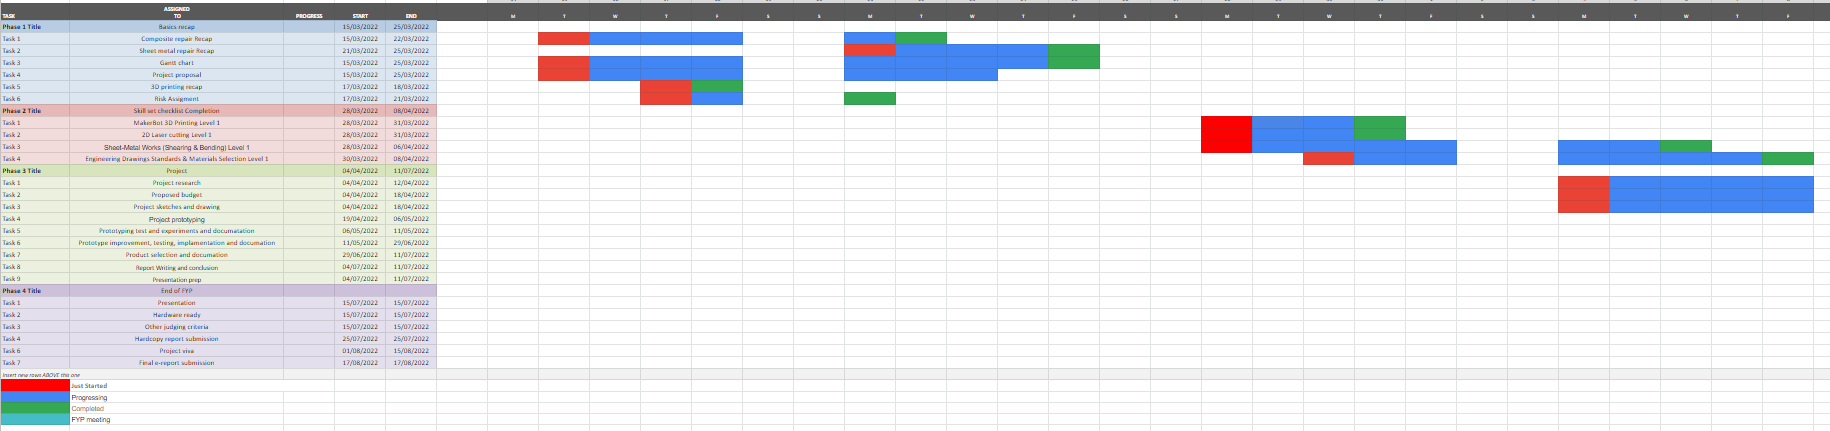 ASSIGNED
TASK TO PROGRESS START END M T W T F S S M T W T F S S M T W T F S S M T W T F
Phase 1 Title Basics recap 15/03/2022 25/03/2022
Task 1 Composite repair Recap 15/03/2022 22/03/2022
Task 2 Sheet metal repair Recap 21/03/2022 25/03/2022
Task 3 Gantt chart 15/03/2022 25/03/2022
Task 4 Project proposal 15/03/2022 25/03/2022
Task 5 3D printing recap 17/03/2022 18/03/2022
Task 6 Risk Assigment 17/03/2022 21/03/2022
Phase 2 Title Skill set checklist Completion 28/03/2022 08/04/2022
Task 1 MakerBot 3D Printing Level 1 28/03/2022 31/03/2022
Task 2 2D Laser cutting Level 1 28/03/2022 31/03/2022
Task 3 Sheet-Metal Works (Shearing & Bending) Level 1 28/03/2022 06/04/2022
Task 4 Engineering Drawings Standards & Materials Selection Level 1 30/03/2022 08/04/2022
Phase 3 Title Project 04/04/2022 11/07/2022
Task 1 Project research 04/04/2022 12/04/2022
Task 2 Proposed budget 04/04/2022 18/04/2022
Task 3 Project sketches and drawing 04/04/2022 18/04/2022
Task 4 Project prototyping 19/04/2022 06/05/2022
Task 5 Prototyping test and experiments and documatation 06/05/2022 11/05/2022
Task 6 Prototype improvement, testing, implamentation and documation 11/05/2022 29/06/2022
Task 7 Product selection and documation 29/06/2022 11/07/2022
Task 8 Report Writing and conclusion 04/07/2022 11/07/2022
Task 9 Presentation prep 04/07/2022 11/07/2022
Phase 4 Title End of FYP
Task 1 Presentation 15/07/2022 15/07/2022
Task 2 Hardware ready 15/07/2022 15/07/2022
Task 3 Other judging criteria 15/07/2022 15/07/2022
Task 4 Hardcopy report submission 25/07/2022 25/07/2022
Task 6 Project viva 01/08/2022 15/08/2022
Task 7 Final e-report submission 17/08/2022 17/08/2022
Insert new rows ABOVE this one
Just Started
Progressing
Completed
FYP meeting